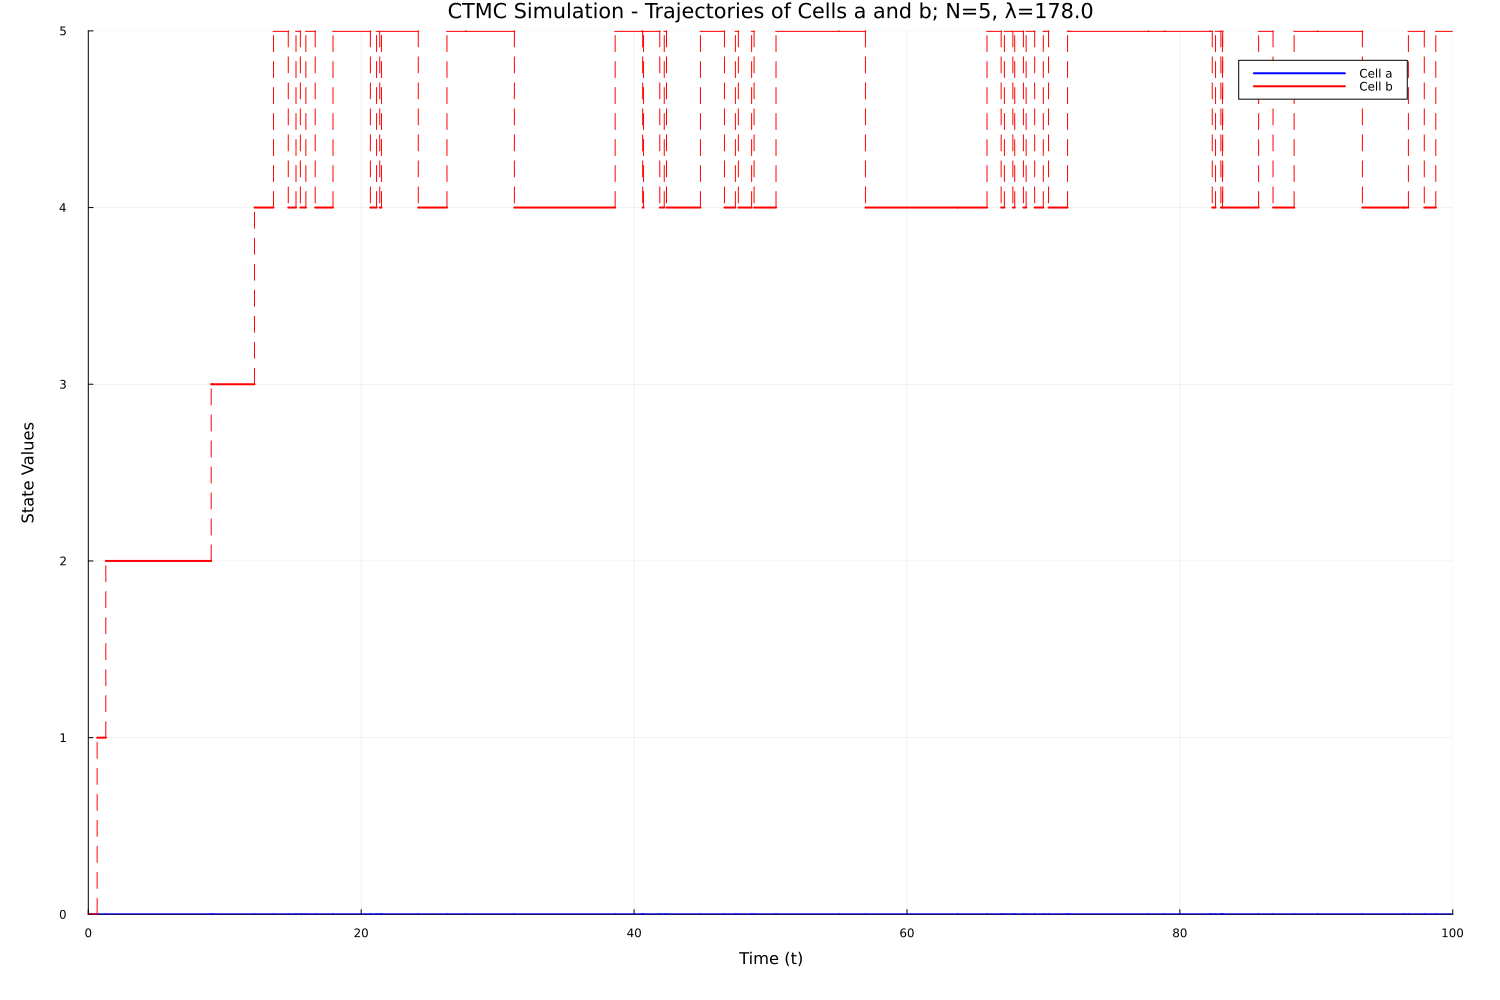 CTMC Simulation - Trajectories of Cells a and b; N=5, λ=178.0
5
Cell a
Cell b
4
3
State Values
2
1
0
0 20 40 60 80 100
Time (t)